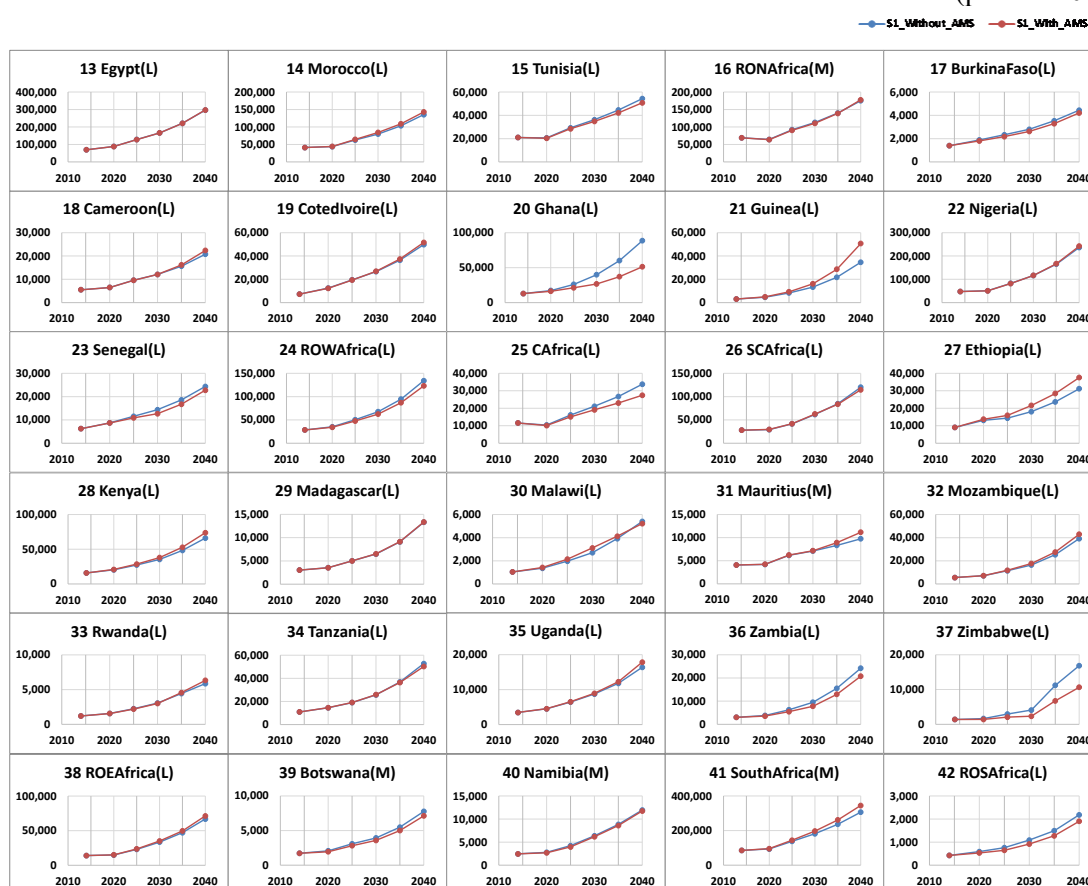 (p
S1_Without_AMS S1_With_AMS
13 Egypt(L) 14 Morocco(L) 15 Tunisia(L) 16 RONAfrica(M) 17 BurkinaFaso(L)
400,000 200,000 60,000 200,000 6,000
300,000 150,000 40,000 150,000 4,000
200,000 100,000 20,000 100,000 2,000
100,000 50,000 0 50,000 0
0 0 0
2010 2020 2030 2040 2010 2020 2030 2040 2010 2020 2030 2040 2010 2020 2030 2040 2010 2020 2030 2040
18 Cameroon(L) 19 CotedIvoire(L) 20 Ghana(L) 21 Guinea(L) 22 Nigeria(L)
30,000 60,000 100,000 60,000 300,000
20,000 40,000 50,000 40,000 200,000
10,000 20,000 0 20,000 100,000
0 0 0 0
2010 2020 2030 2040 2010 2020 2030 2040 2010 2020 2030 2040 2010 2020 2030 2040 2010 2020 2030 2040
23 Senegal(L) 24 ROWAfrica(L) 25 CAfrica(L) 26 SCAfrica(L) 27 Ethiopia(L)
30,000 150,000 40,000 150,000 40,000
20,000 100,000 30,000 100,000 30,000
10,000 50,000 20,000 50,000 20,000
0 0 10,000 0 10,000
0 0
2010 2020 2030 2040 2010 2020 2030 2040 2010 2020 2030 2040 2010 2020 2030 2040 2010 2020 2030 2040
28 Kenya(L) 29 Madagascar(L) 30 Malawi(L) 31 Mauritius(M) 32 Mozambique(L)
100,000 15,000 6,000 15,000 60,000
50,000 10,000 4,000 10,000 40,000
0 5,000 2,000 5,000 20,000
0 0 0 0
2010 2020 2030 2040 2010 2020 2030 2040 2010 2020 2030 2040 2010 2020 2030 2040 2010 2020 2030 2040
33 Rwanda(L) 34 Tanzania(L) 35 Uganda(L) 36 Zambia(L) 37 Zimbabwe(L)
10,000 60,000 20,000 30,000 20,000
5,000 40,000 10,000 20,000 10,000
0 20,000 0 10,000 0
0 0
2010 2020 2030 2040 2010 2020 2030 2040 2010 2020 2030 2040 2010 2020 2030 2040 2010 2020 2030 2040
38 ROEAfrica(L) 39 Botswana(M) 40 Namibia(M) 41 SouthAfrica(M) 42 ROSAfrica(L)
100,000 10,000 15,000 400,000 3,000
50,000 5,000 10,000 200,000 2,000
0 0 5,000 0 1,000
0 0
2010 2020 2030 2040 2010 2020 2030 2040 2010 2020 2030 2040 2010 2020 2030 2040 2010 2020 2030 2040